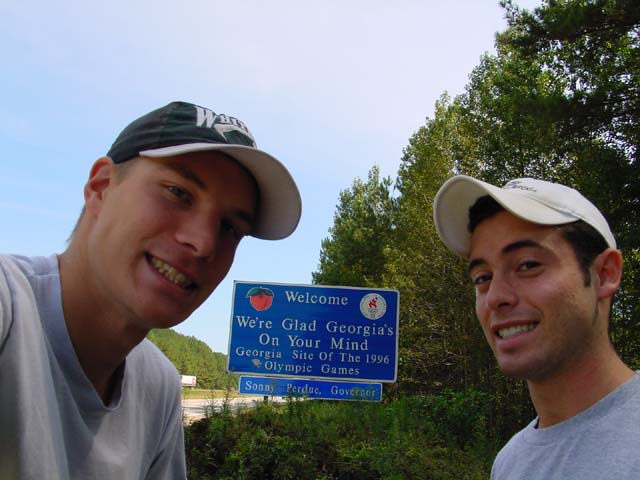 Welcome
We're Glad Georgia's
On Your Mind
Georgia Site Of The 1996
Olympic Games
Sonny Perdue, Governor